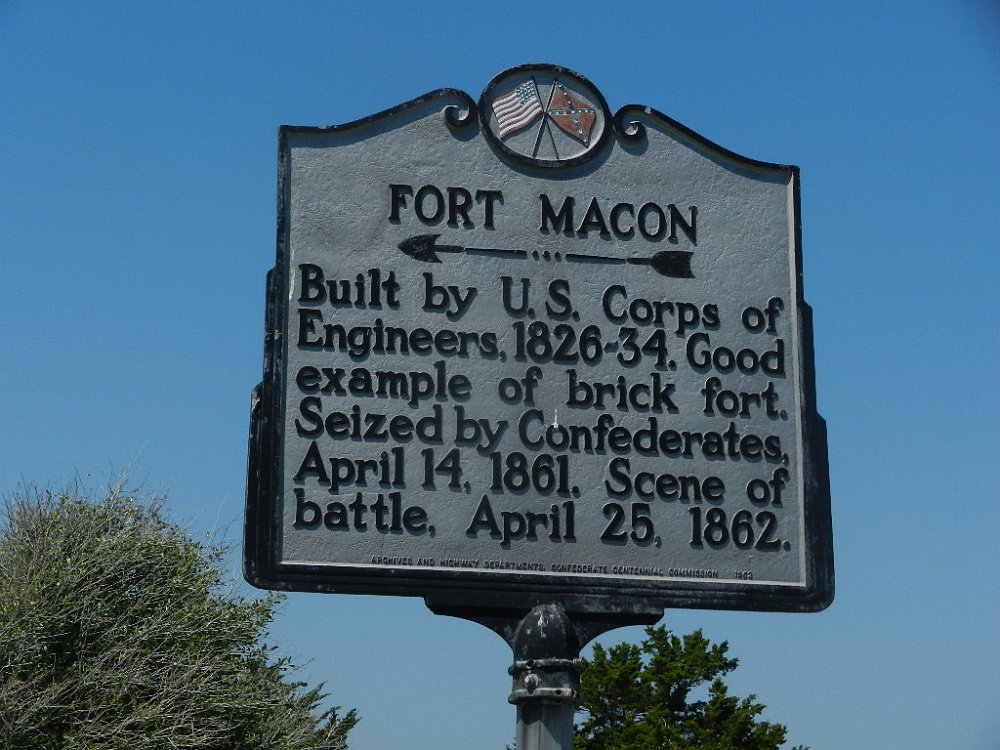 FORT MACON
Built by U.S. Corps of
Engineers, 1826-34. Good
example of brick fort.
Seized by Confederates,
April 14, 1861. Scene of
battle, April 25, 1862.
ARCHIVES AND HIGHWAY DEPARTMENTS, CONFEDERATE CENTENNIAL COMMISSION